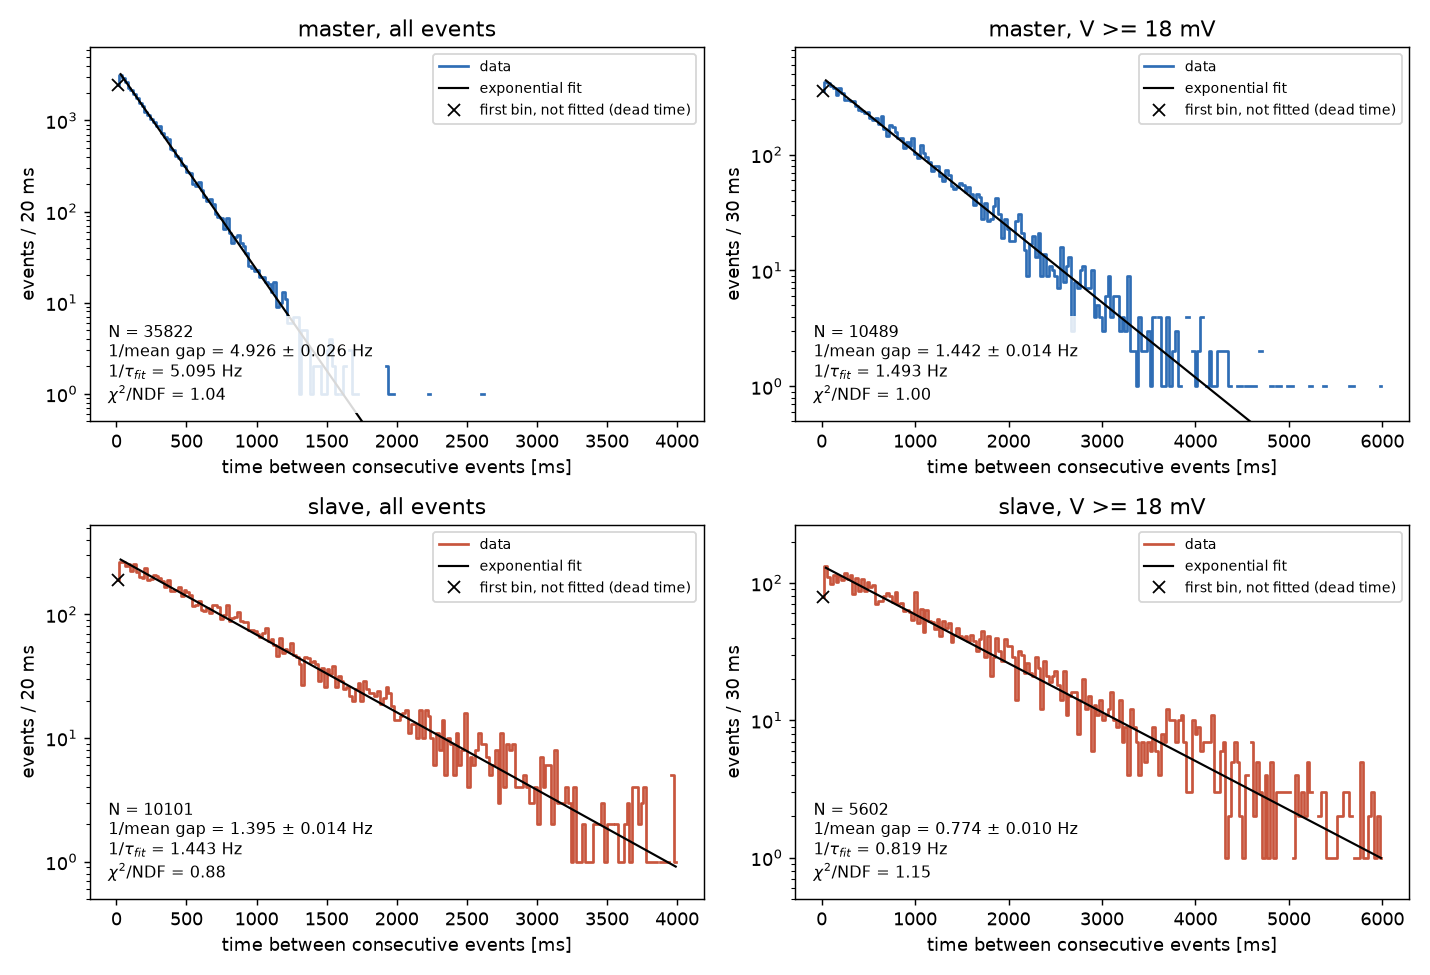 master, all events
data
exponential fit
first bin, not fitted (dead time)
events / 20 ms
10³
10²
10¹
10⁰
N = 35822
1/mean gap = 4.926 ± 0.026 Hz
1/τ_fit = 5.095 Hz
χ²/NDF = 1.04
0 500 1000 1500 2000 2500 3000 3500 4000
time between consecutive events [ms]
master, V >= 18 mV
data
exponential fit
first bin, not fitted (dead time)
events / 30 ms
10²
10¹
10⁰
N = 10489
1/mean gap = 1.442 ± 0.014 Hz
1/τ_fit = 1.493 Hz
χ²/NDF = 1.00
0 1000 2000 3000 4000 5000 6000
time between consecutive events [ms]
slave, all events
data
exponential fit
first bin, not fitted (dead time)
events / 20 ms
10²
10¹
10⁰
N = 10101
1/mean gap = 1.395 ± 0.014 Hz
1/τ_fit = 1.443 Hz
χ²/NDF = 0.88
0 500 1000 1500 2000 2500 3000 3500 4000
time between consecutive events [ms]
slave, V >= 18 mV
data
exponential fit
first bin, not fitted (dead time)
events / 30 ms
10²
10¹
10⁰
N = 5602
1/mean gap = 0.774 ± 0.010 Hz
1/τ_fit = 0.819 Hz
χ²/NDF = 1.15
0 1000 2000 3000 4000 5000 6000
time between consecutive events [ms]